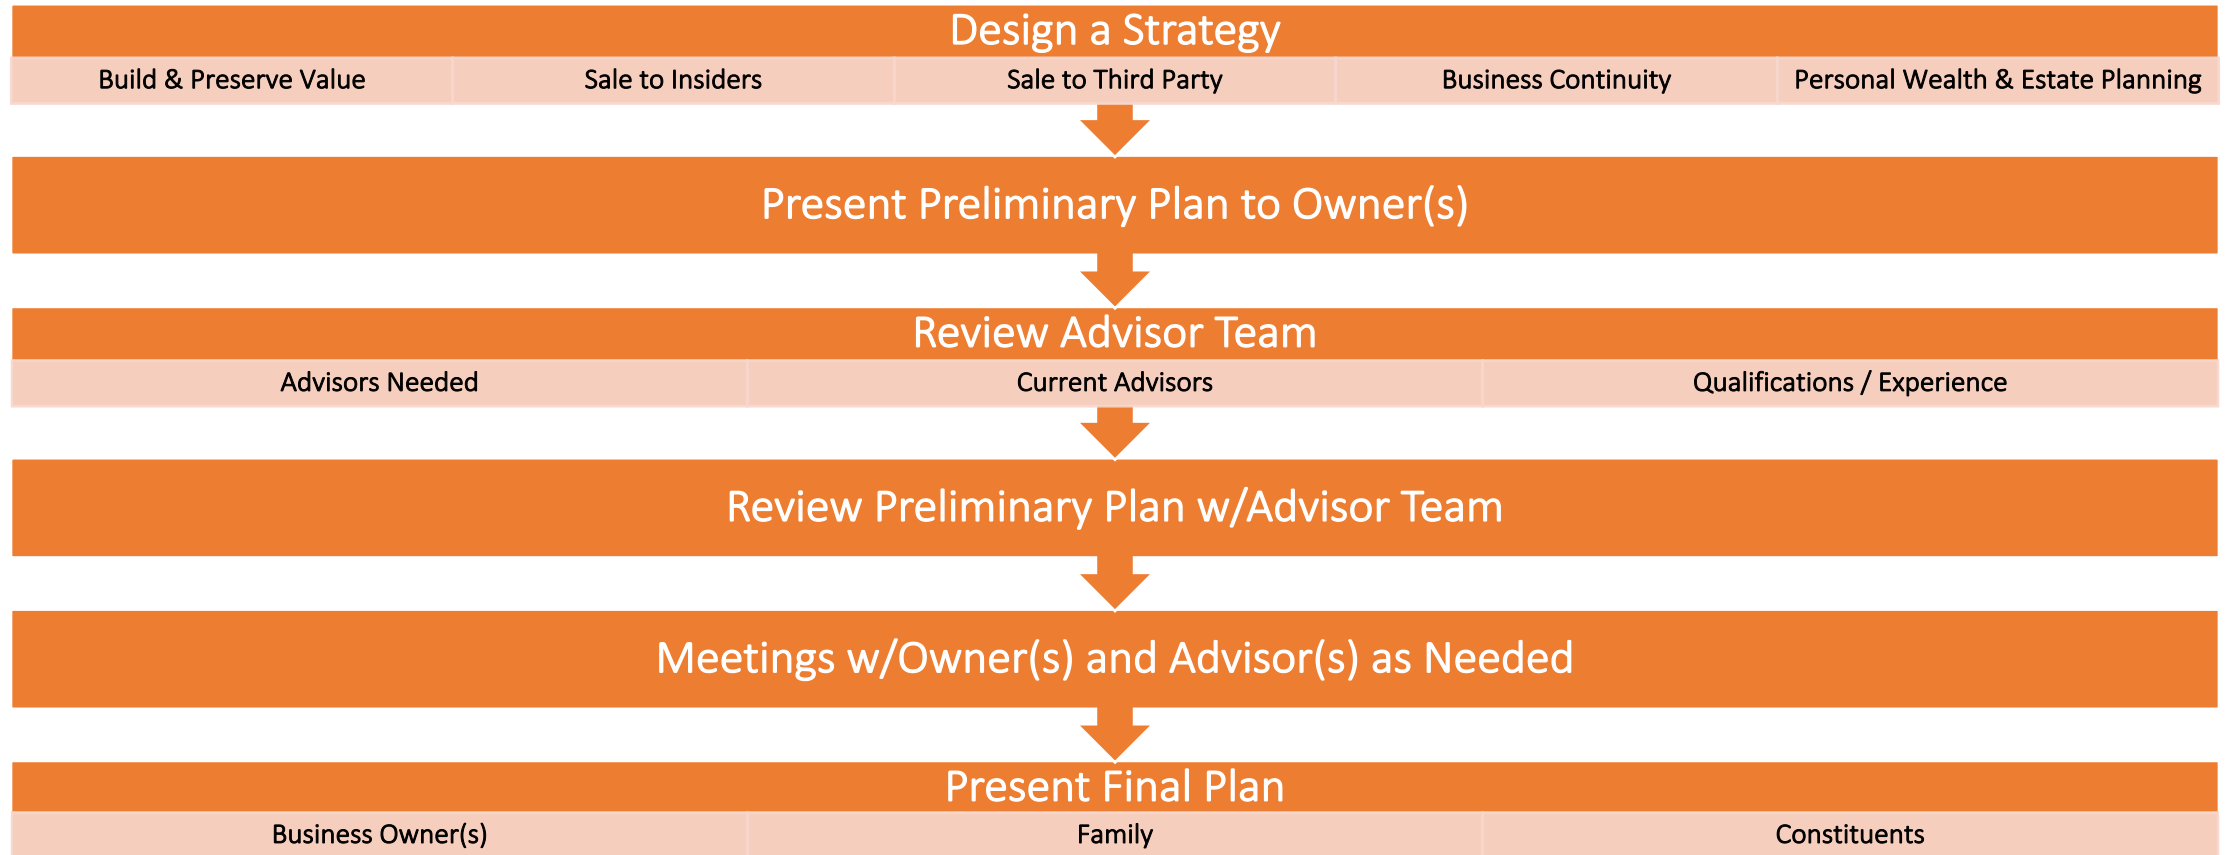 Design a Strategy
Build & Preserve Value
Sale to Insiders
Sale to Third Party
Business Continuity
Personal Wealth & Estate Planning
Present Preliminary Plan to Owner(s)
Review Advisor Team
Advisors Needed
Current Advisors
Qualifications / Experience
Review Preliminary Plan w/Advisor Team
Meetings w/Owner(s) and Advisor(s) as Needed
Present Final Plan
Business Owner(s)
Family
Constituents